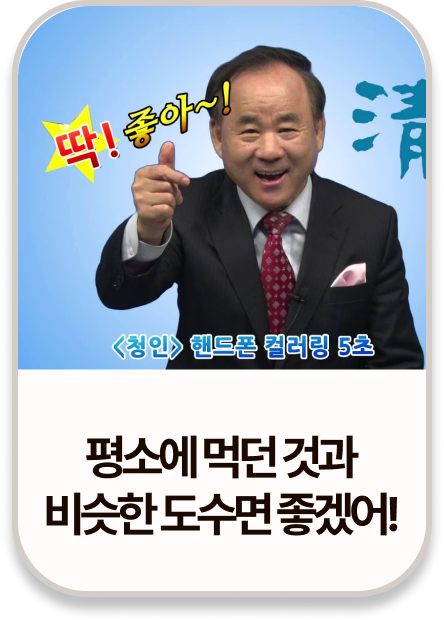 딱! 좋아~!
清
<청인> 핸드폰 컬러링 5초
평소에 먹던 것과
비슷한 도수면 좋겠어!